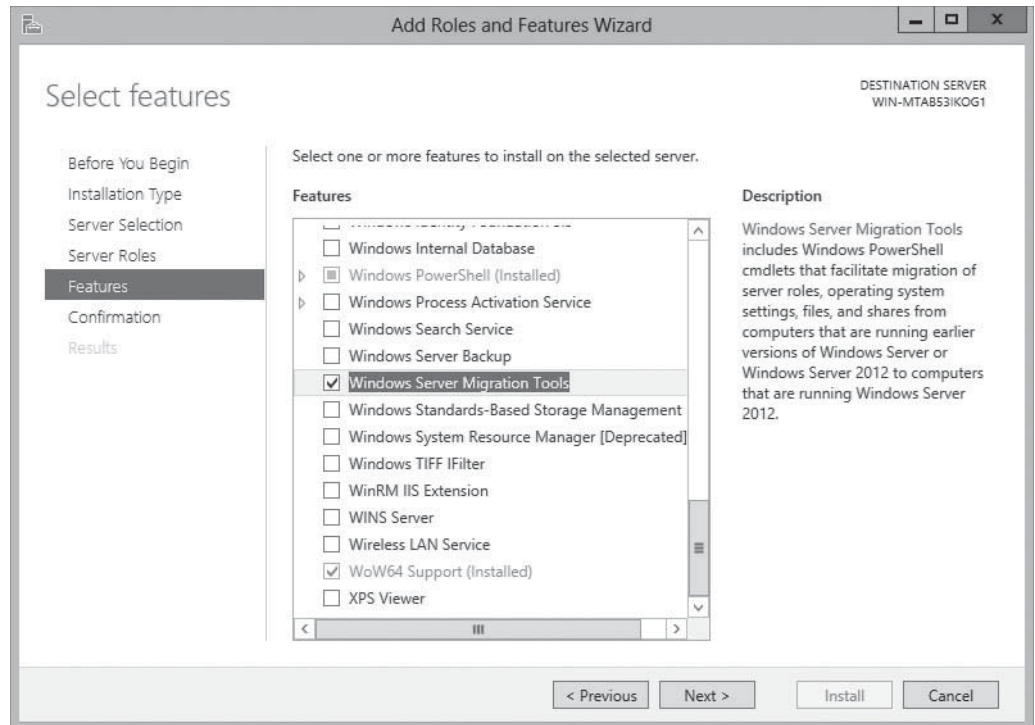 Add Roles and Features Wizard
Select features
DESTINATION SERVER
WIN-MTAB53IKOG1
Before You Begin
Installation Type
Server Selection
Server Roles
Features
Confirmation
Results
Select one or more features to install on the selected server.
Features
Windows Internal Database
Windows PowerShell (Installed)
Windows Process Activation Service
Windows Search Service
Windows Server Backup
Windows Server Migration Tools
Windows Standards-Based Storage Management
Windows System Resource Manager [Deprecated]
Windows TIFF IFilter
WinRM IIS Extension
WINS Server
Wireless LAN Service
WoW64 Support (Installed)
XPS Viewer
Description
Windows Server Migration Tools
includes Windows PowerShell
cmdlets that facilitate migration of
server roles, operating system
settings, files, and shares from
computers that are running earlier
versions of Windows Server or
Windows Server 2012 to computers
that are running Windows Server
2012.
< Previous
Next >
Install
Cancel